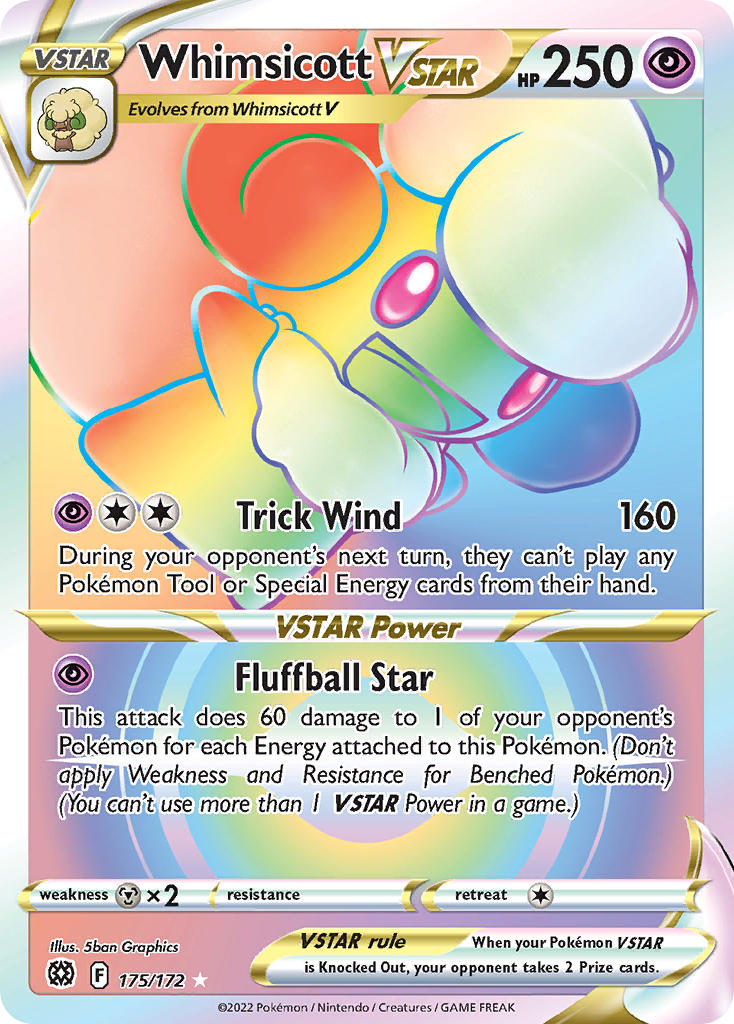 VSTAR Whimsicott VSTAR HP 250
Evolves from Whimsicott V
Trick Wind 160
During your opponent's next turn, they can't play any
Pokémon Tool or Special Energy cards from their hand.
VSTAR Power
Fluffball Star
This attack does 60 damage to 1 of your opponent's
Pokémon for each Energy attached to this Pokémon. (Don't
apply Weakness and Resistance for Benched Pokémon.)
(You can't use more than 1 VSTAR Power in a game.)
weakness ×2 resistance retreat
Illus. 5ban Graphics
F 175/172
VSTAR rule When your Pokémon VSTAR
is Knocked Out, your opponent takes 2 Prize cards.
©2022 Pokémon / Nintendo / Creatures / GAME FREAK